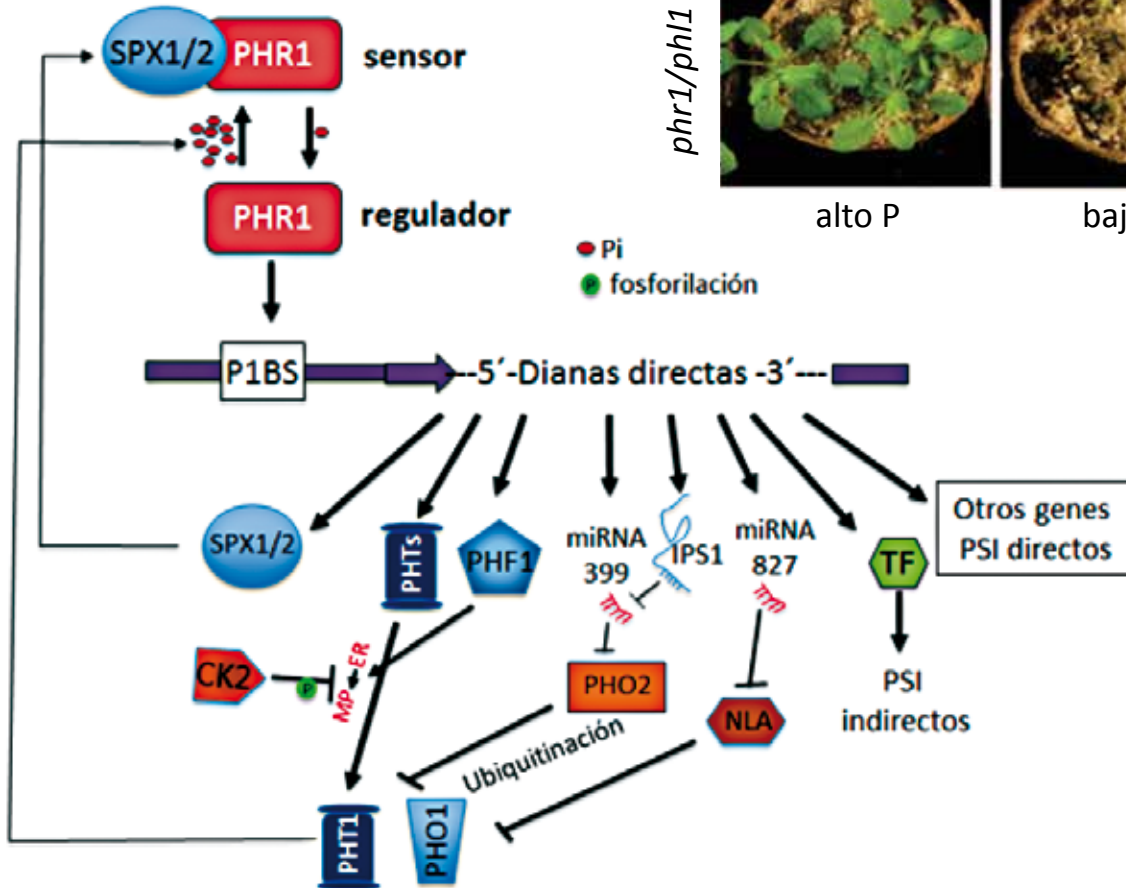 SPX1/2
PHR1
sensor
phr1/phl1
PHR1
regulador
alto P
baj
Pi
P fosforilación
P1BS
---5´-Dianas directas -3´---
SPX1/2
PHTs
PHF1
miRNA
399
IPS1
miRNA
827
TF
Otros genes
PSI directos
CK2
P
ER
MP
PHO2
NLA
PSI
indirectos
Ubiquitinación
PHT1
PHO1